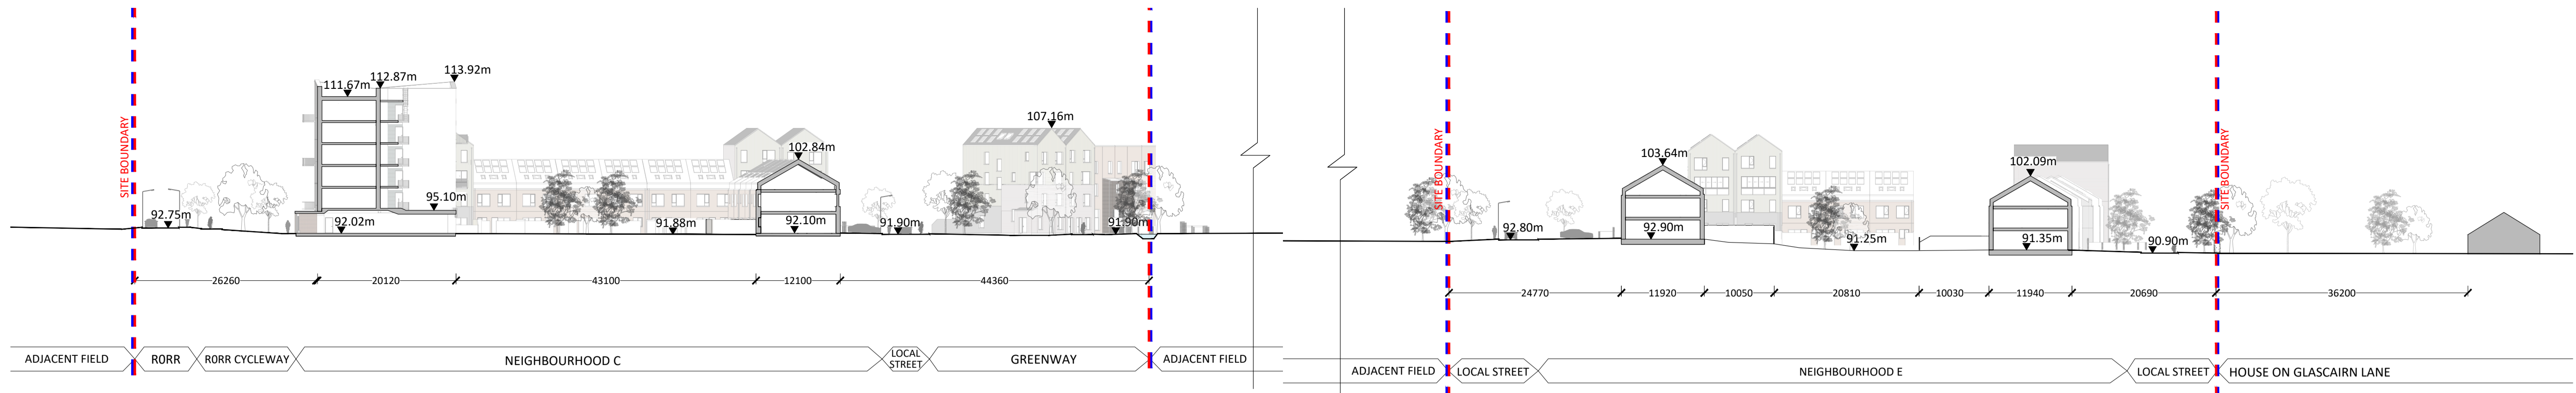 113.92m
112.87m
111.67m
107.16m
SITE BOUNDARY
102.84m
95.10m
92.75m
92.02m
91.88m
92.10m
91.90m
91.90m
26260
20120
43100
12100
44360
ADJACENT FIELD
R0RR
R0RR CYCLEWAY
NEIGHBOURHOOD C
LOCAL
STREET
GREENWAY
ADJACENT FIELD
SITE BOUNDARY
103.64m
102.09m
SITE BOUNDARY
92.80m
92.90m
91.25m
91.35m
90.90m
24770
11920
10050
20810
10030
11940
20690
36200
ADJACENT FIELD
LOCAL STREET
NEIGHBOURHOOD E
LOCAL STREET
HOUSE ON GLASCAIRN LANE